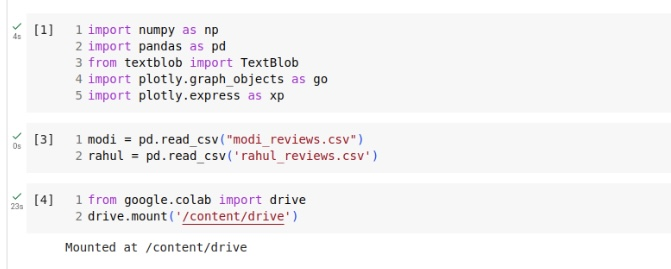 4s [1] 1 import numpy as np
2 import pandas as pd
3 from textblob import TextBlob
4 import plotly.graph_objects as go
5 import plotly.express as xp
0s [3] 1 modi = pd.read_csv("modi_reviews.csv")
2 rahul = pd.read_csv('rahul_reviews.csv')
23s [4] 1 from google.colab import drive
2 drive.mount('/content/drive')
Mounted at /content/drive